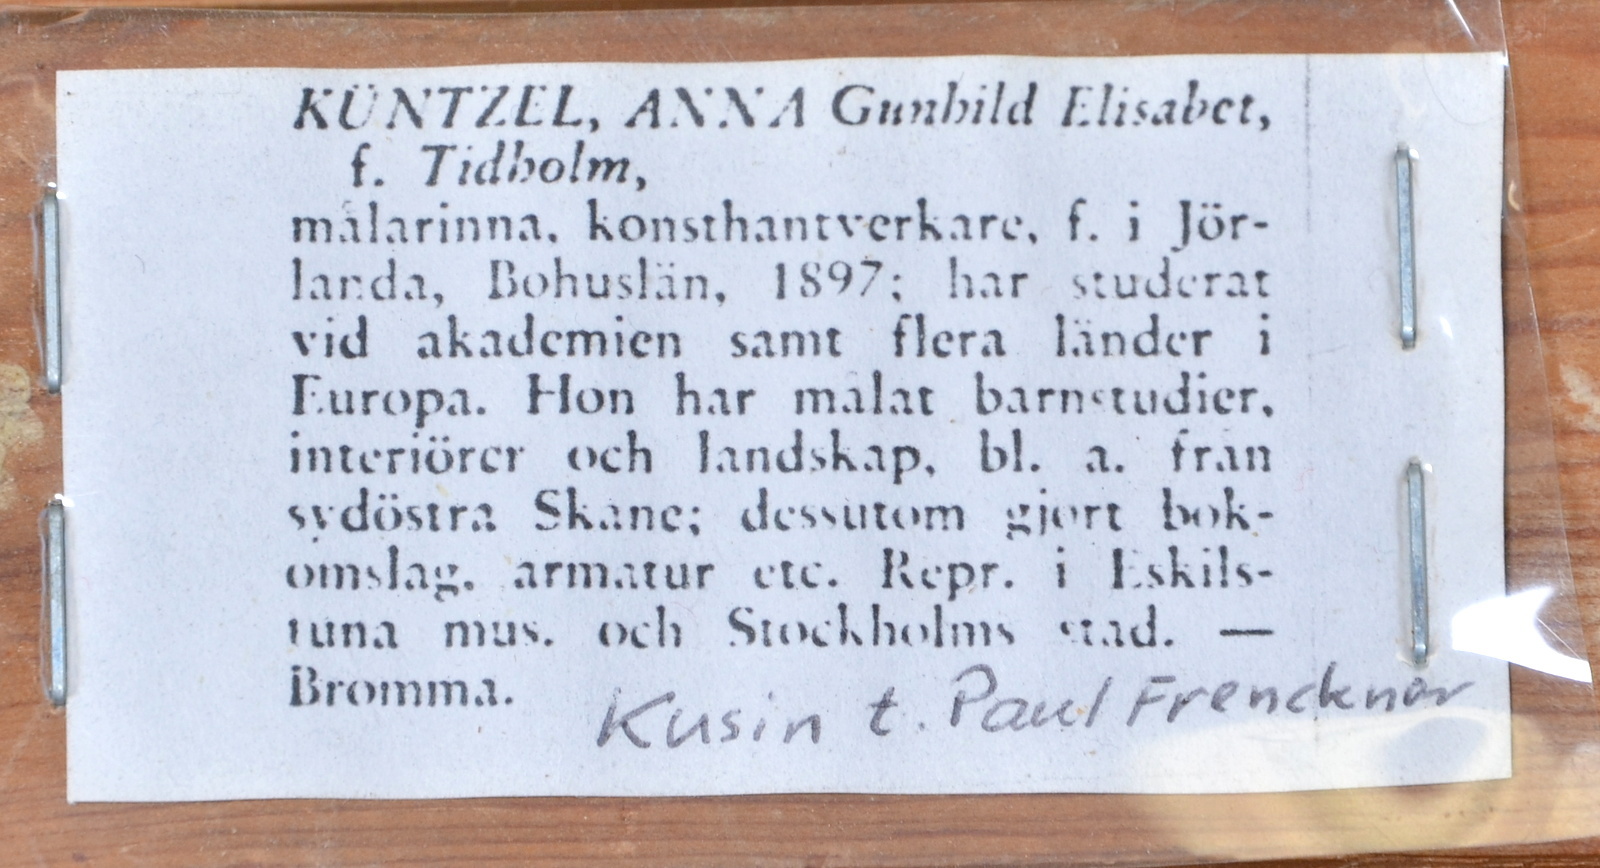 KÜNTZEL, ANNA Gunhild Elisabet,
f. Tidholm,
målarinna, konsthantverkare, f. i Jör-
landa, Bohuslän, 1897; har studerat
vid akademien samt flera länder i
Europa. Hon har målat barnstudier,
interiörer och landskap, bl. a. från
sydöstra Skåne; dessutom gjort bok-
omslag, armatur etc. Repr. i Eskils-
tuna mus. och Stockholms stad. —
Bromma.
Kusin t. Paul Frenckner